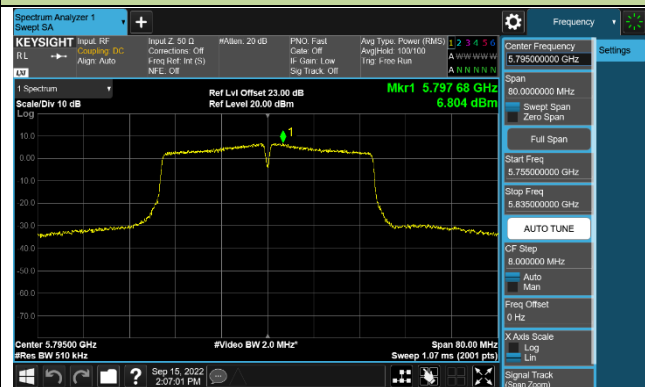 Spectrum Analyzer 1
Swept SA
Frequency
KEYSIGHT
RL
LXI
Input: RF
Coupling: DC
Align: Auto
Input Z: 50 Ω
Corrections: Off
Freq Ref: Int (S)
NFE: Off
#Atten: 20 dB
PNO: Fast
Gate: Off
IF Gain: Low
Sig Track: Off
Avg Type: Power (RMS)
Avg|Hold: 100/100
Trig: Free Run
1 2 3 4 5 6
A W W W W W
A N N N N N
1 Spectrum
Scale/Div 10 dB
Log
Ref Lvl Offset 23.00 dB
Ref Level 20.00 dBm
Mkr1 5.797 68 GHz
6.804 dBm
1
10.0
0.00
-10.0
-20.0
-30.0
-40.0
-50.0
-60.0
-70.0
Center 5.79500 GHz
#Res BW 510 kHz
#Video BW 2.0 MHz*
Span 80.00 MHz
Sweep 1.07 ms (2001 pts)
Center Frequency
5.795000000 GHz
Span
80.0000000 MHz
Swept Span
Zero Span
Full Span
Start Freq
5.755000000 GHz
Stop Freq
5.835000000 GHz
AUTO TUNE
CF Step
8.000000 MHz
Auto
Man
Freq Offset
0 Hz
X Axis Scale
Log
Lin
Signal Track
(Span Zoom)
Settings
?
Sep 15, 2022
2:07:01 PM